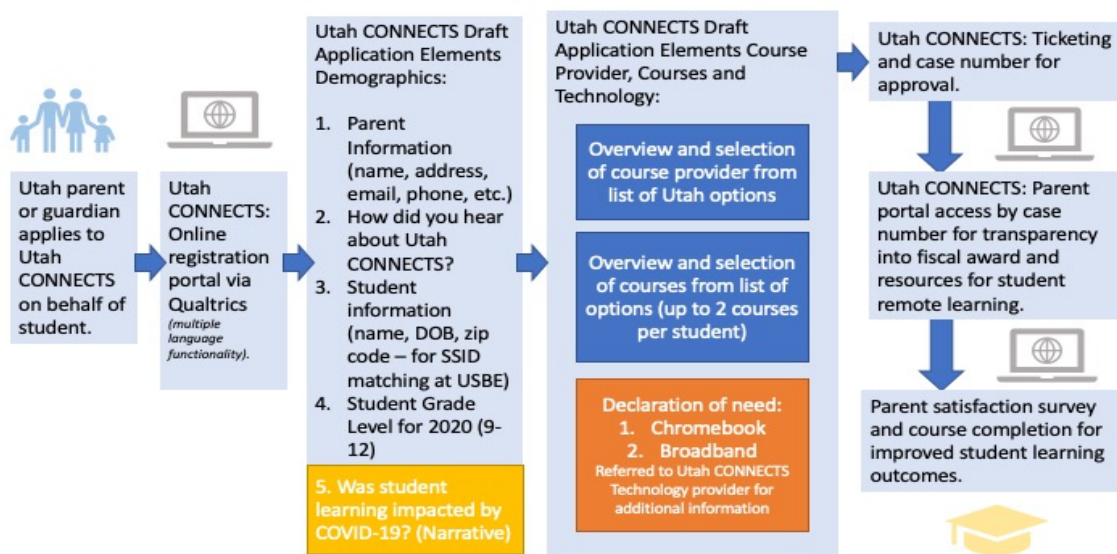 Utah parent
or guardian
applies to
Utah
CONNECTS
on behalf of
student.
Utah
CONNECTS:
Online
registration
portal via
Qualtrics
(multiple
language
functionality).
Utah CONNECTS Draft
Application Elements
Demographics:
1. Parent
Information
(name, address,
email, phone, etc.)
2. How did you hear
about Utah
CONNECTS?
3. Student
information
(name, DOB, zip
code – for SSID
matching at USBE)
4. Student Grade
Level for 2020 (9-
12)
5. Was student
learning impacted by
COVID-19? (Narrative)
Utah CONNECTS Draft
Application Elements Course
Provider, Courses and
Technology:
Overview and selection
of course provider from
list of Utah options
Overview and selection
of courses from list of
options (up to 2 courses
per student)
Declaration of need:
1. Chromebook
2. Broadband
Referred to Utah CONNECTS
Technology provider for
additional information
Utah CONNECTS: Ticketing
and case number for
approval.
Utah CONNECTS: Parent
portal access by case
number for transparency
into fiscal award and
resources for student
remote learning.
Parent satisfaction survey
and course completion for
improved student learning
outcomes.